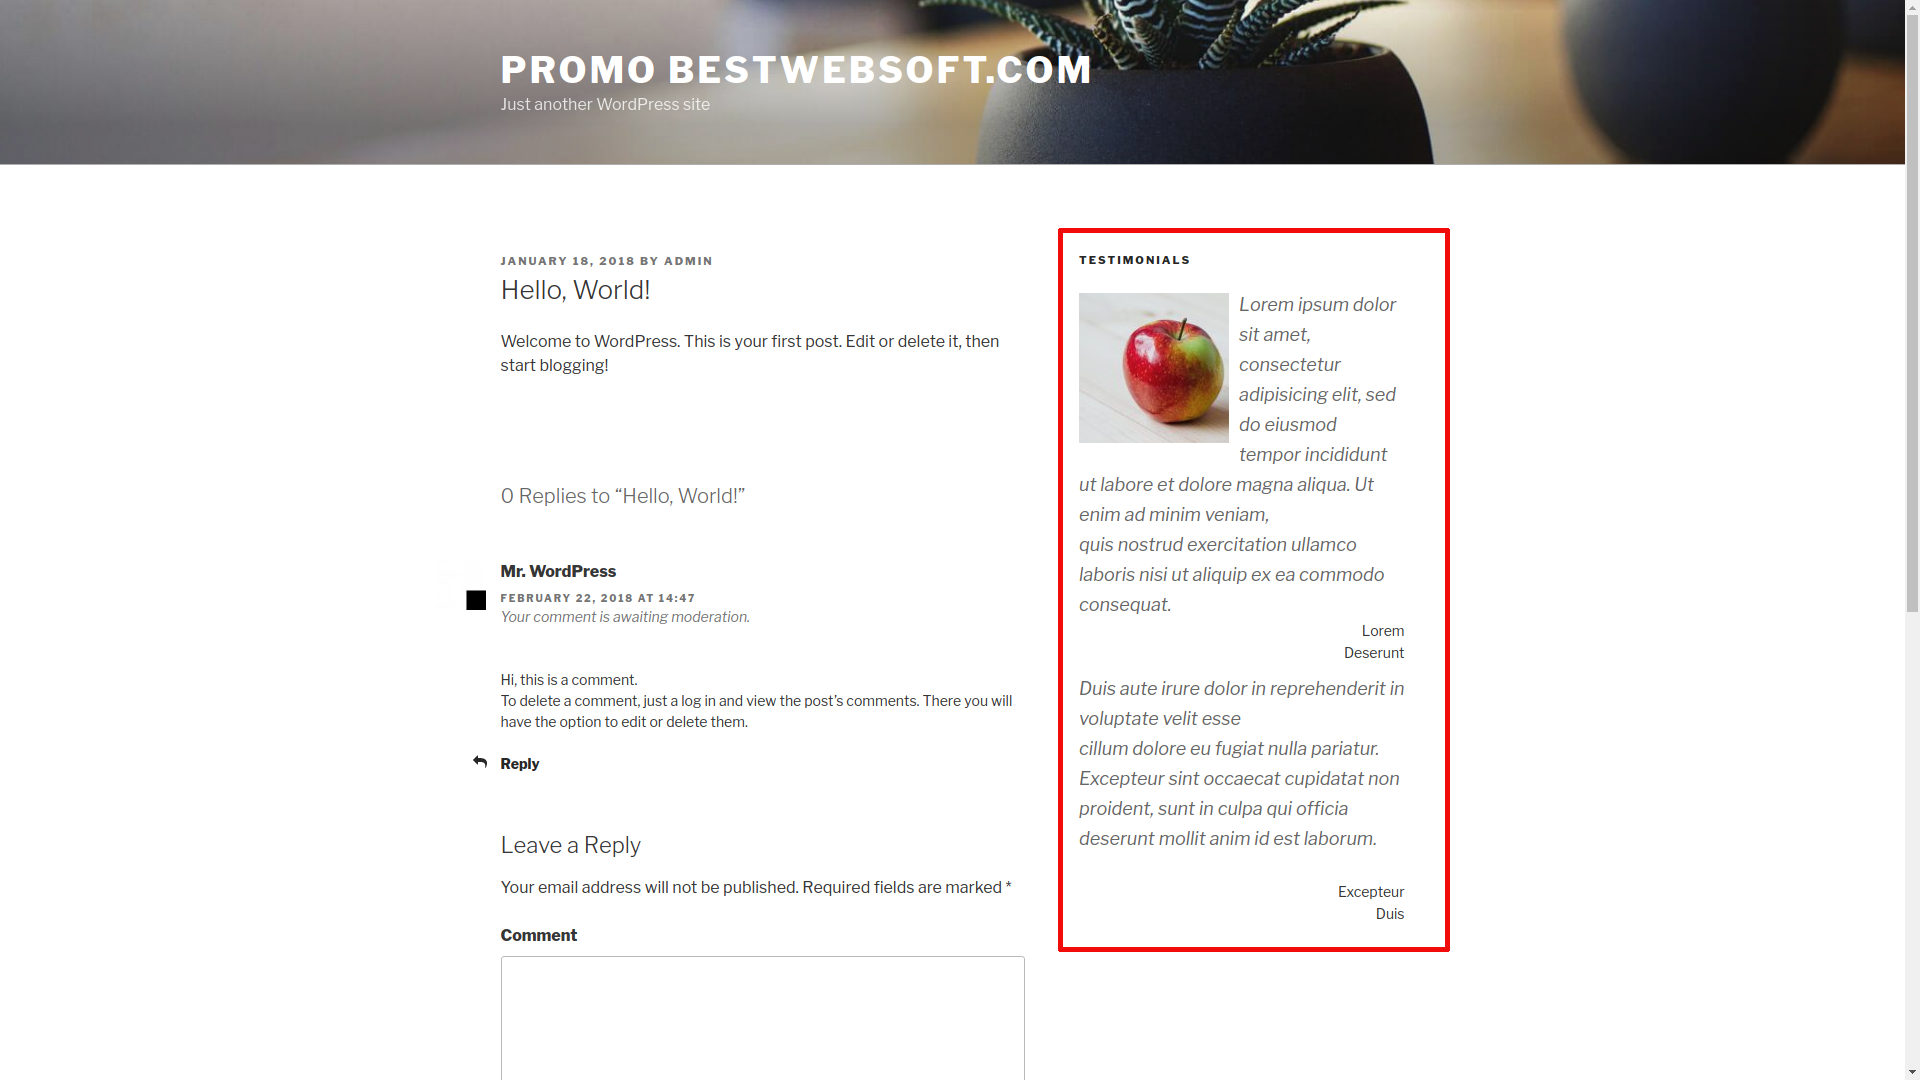 PROMO BESTWEBSOFT.COM
Just another WordPress site
JANUARY 18, 2018 BY ADMIN
Hello, World!
Welcome to WordPress. This is your first post. Edit or delete it, then
start blogging!
0 Replies to “Hello, World!”
Mr. WordPress
FEBRUARY 22, 2018 AT 14:47
Your comment is awaiting moderation.
Hi, this is a comment.
To delete a comment, just a log in and view the post’s comments. There you will
have the option to edit or delete them.
Reply
Leave a Reply
Your email address will not be published. Required fields are marked *
Comment
TESTIMONIALS
Lorem ipsum dolor
sit amet,
consectetur
adipisicing elit, sed
do eiusmod
tempor incididunt
ut labore et dolore magna aliqua. Ut
enim ad minim veniam,
quis nostrud exercitation ullamco
laboris nisi ut aliquip ex ea commodo
consequat.
Lorem
Deserunt
Duis aute irure dolor in reprehenderit in
voluptate velit esse
cillum dolore eu fugiat nulla pariatur.
Excepteur sint occaecat cupidatat non
proident, sunt in culpa qui officia
deserunt mollit anim id est laborum.
Excepteur
Duis